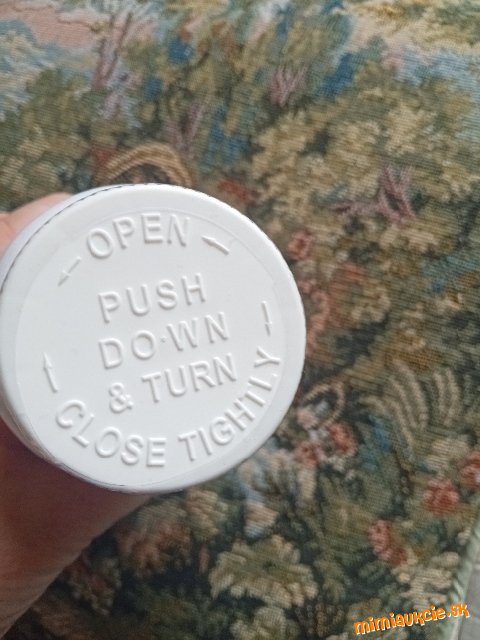 OPEN
PUSH
DOWN
& TURN
CLOSE TIGHTLY
mimiaukcie.sk